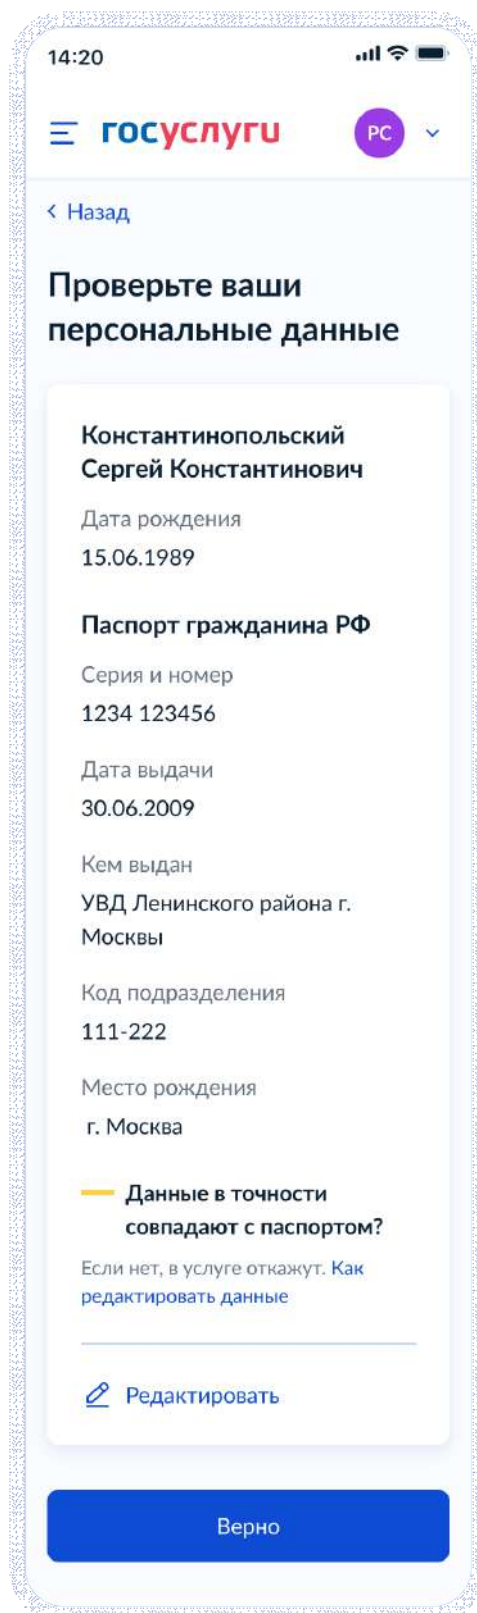 14:20
госуслуги
РС
Назад
Проверьте ваши
персональные данные
Константинопольский
Сергей Константинович
Дата рождения
15.06.1989
Паспорт гражданина РФ
Серия и номер
1234 123456
Дата выдачи
30.06.2009
Кем выдан
УВД Ленинского района г.
Москвы
Код подразделения
111-222
Место рождения
г. Москва
Данные в точности
совпадают с паспортом?
Если нет, в услуге откажут. Как
редактировать данные
Редактировать
Верно